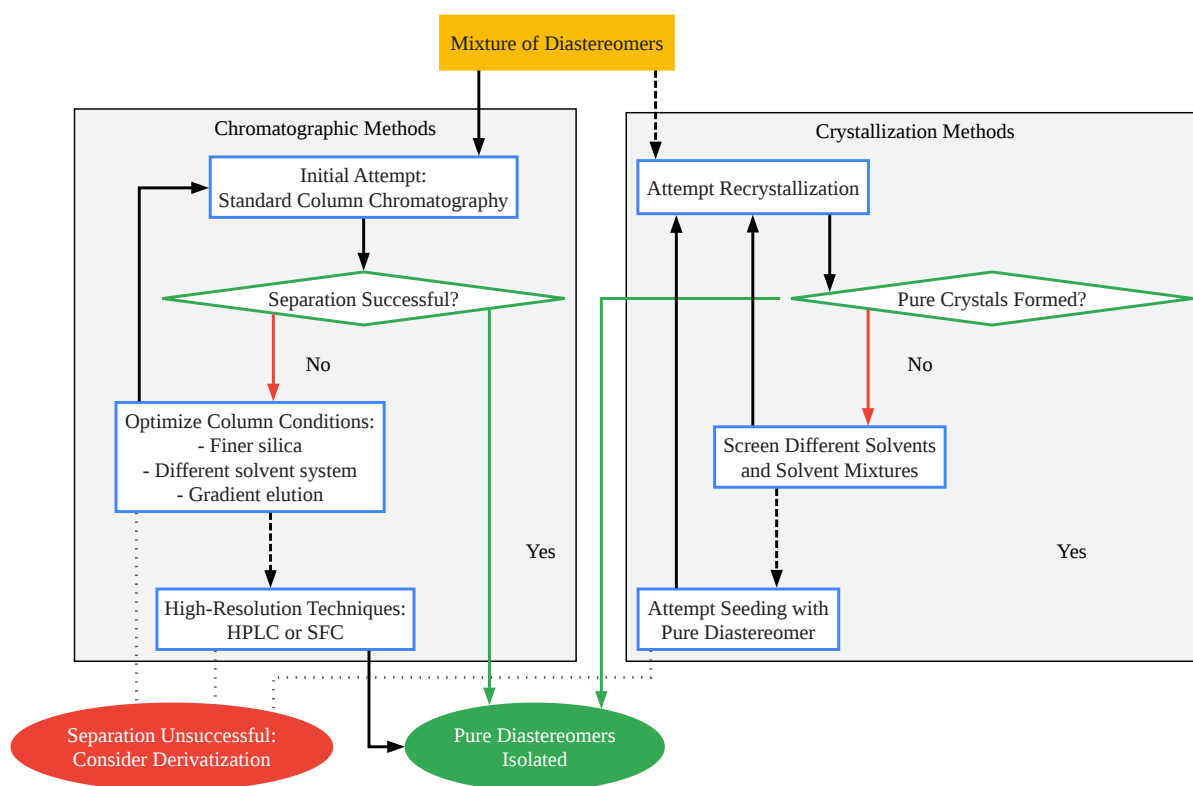 Mixture of Diastereomers
Chromatographic Methods
Initial Attempt:
Standard Column Chromatography
Separation Successful?
No
Optimize Column Conditions:
- Finer silica
- Different solvent system
- Gradient elution
Yes
High-Resolution Techniques:
HPLC or SFC
Crystallization Methods
Attempt Recrystallization
Pure Crystals Formed?
No
Screen Different Solvents
and Solvent Mixtures
Yes
Attempt Seeding with
Pure Diastereomer
Separation Unsuccessful:
Consider Derivatization
Pure Diastereomers
Isolated